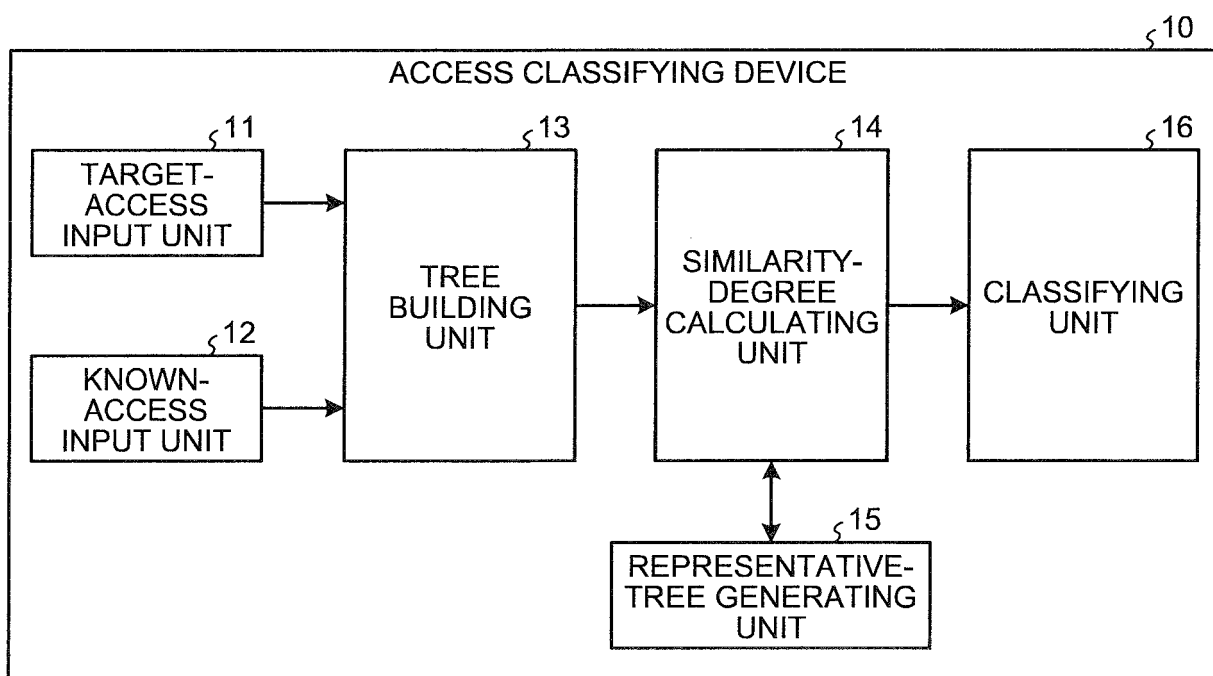 10
ACCESS CLASSIFYING DEVICE
11
TARGET-
ACCESS
INPUT UNIT
12
KNOWN-
ACCESS
INPUT UNIT
13
TREE
BUILDING
UNIT
14
SIMILARITY-
DEGREE
CALCULATING
UNIT
16
CLASSIFYING
UNIT
15
REPRESENTATIVE-
TREE GENERATING
UNIT